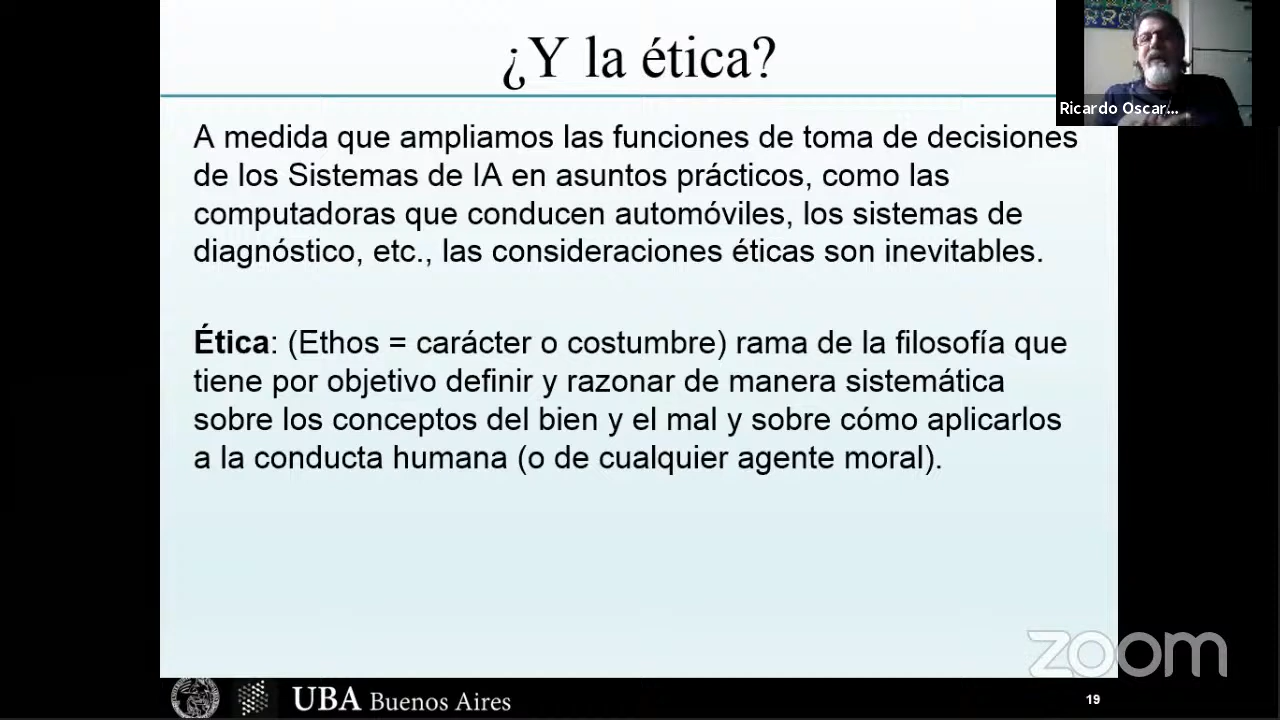 ¿Y la ética?
Ricardo Oscar...
A medida que ampliamos las funciones de toma de decisiones
de los Sistemas de IA en asuntos prácticos, como las
computadoras que conducen automóviles, los sistemas de
diagnóstico, etc., las consideraciones éticas son inevitables.
Ética: (Ethos = carácter o costumbre) rama de la filosofía que
tiene por objetivo definir y razonar de manera sistemática
sobre los conceptos del bien y el mal y sobre cómo aplicarlos
a la conducta humana (o de cualquier agente moral).
zoom
UBA Buenos Aires
19